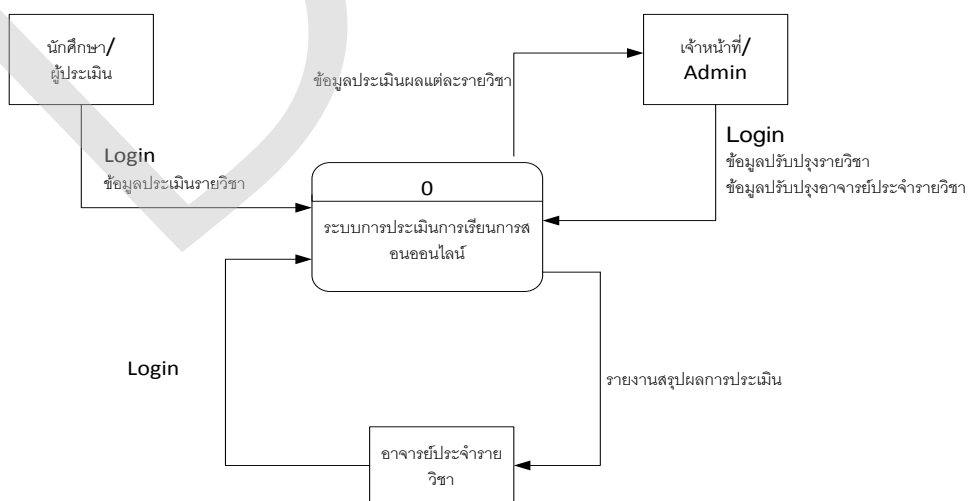 นักศึกษา/
ผู้ประเมิน
เจ้าหน้าที่/
Admin
ข้อมูลประเมินผลแต่ละรายวิชา
Login
ข้อมูลประเมินรายวิชา
Login
ข้อมูลปรับปรุงรายวิชา
ข้อมูลปรับปรุงอาจารย์ประจำรายวิชา
0
ระบบการประเมินการเรียนการส
อนออนไลน์
Login
รายงานสรุปผลการประเมิน
อาจารย์ประจำราย
วิชา